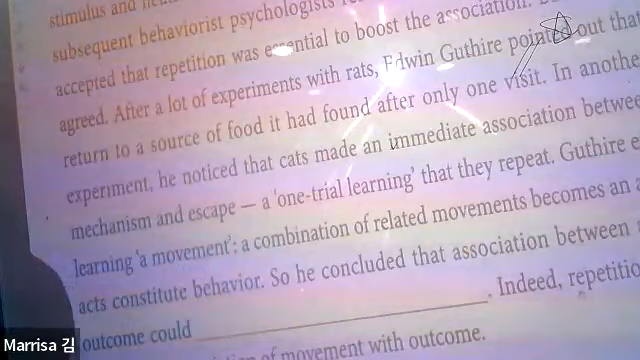 stimulus and
subsequent behaviorist psychologists
accepted that repetition was essential to boost the association.
agreed. After a lot of experiments with rats, Edwin Guthire pointed out tha
return to a source of food it had found after only one visit. In anothe
experiment, he noticed that cats made an immediate association betwee
mechanism and escape — a 'one-trial learning' that they repeat. Guthire e
learning 'a movement': a combination of related movements becomes an a
acts constitute behavior. So he concluded that association between
outcome could ____________. Indeed, repetitio
of movement with outcome.
Marrisa 김